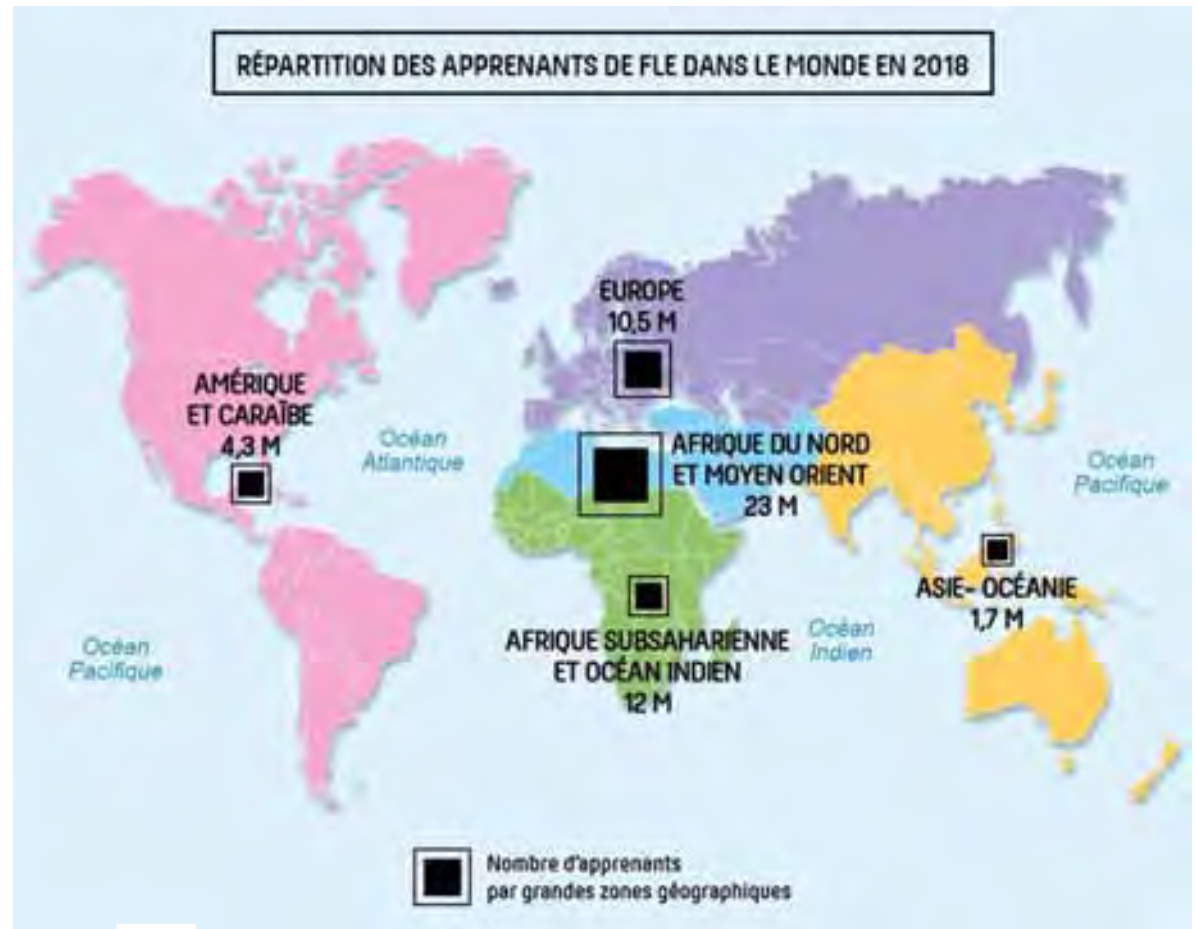 RÉPARTITION DES APPRENANTS DE FLE DANS LE MONDE EN 2018
EUROPE
10,5 M
AMÉRIQUE
ET CARAÏBE
4,3 M
Océan
Atlantique
AFRIQUE DU NORD
ET MOYEN ORIENT
23 M
Océan
Pacifique
ASIE- OCÉANIE
1,7 M
AFRIQUE SUBSAHARIENNE
ET OCÉAN INDIEN
12 M
Océan
Indien
Océan
Pacifique
Nombre d'apprenants
par grandes zones géographiques